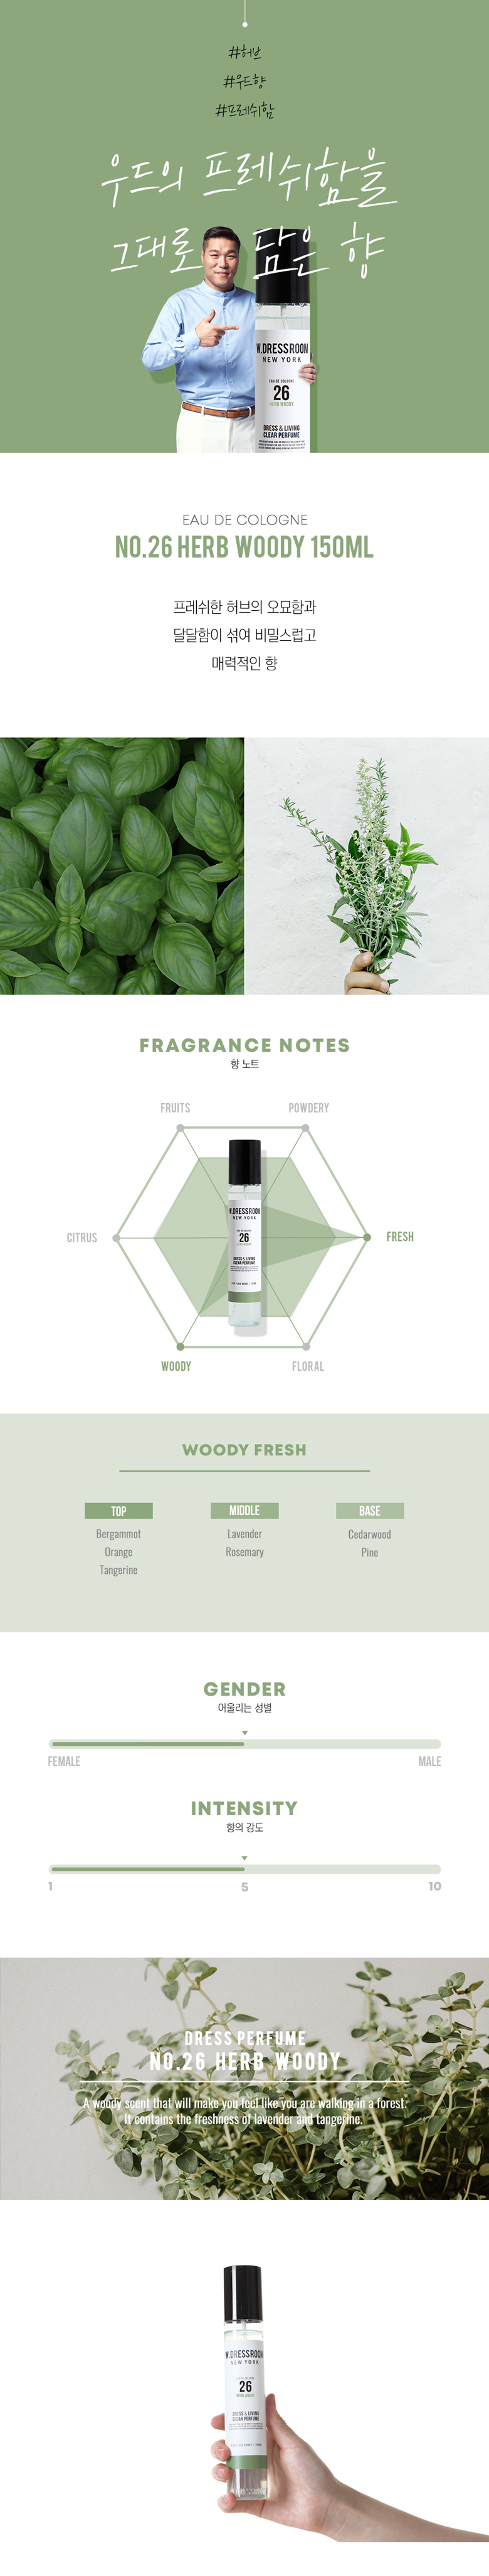 #허브
#우드향
#프레쉬함
우드의 프레쉬함을
그대로 담은 향
W.DRESSROOM
NEW YORK
EAU DE COLOGNE
26
HERB WOODY
DRESS & LIVING
CLEAR PERFUME
EAU DE COLOGNE
NO.26 HERB WOODY 150ML
프레쉬한 허브의 오묘함과
달달함이 섞여 비밀스럽고
매력적인 향
FRAGRANCE NOTES
향 노트
FRUITS
POWDERY
CITRUS
W.DRESSROOM
NEW YORK
26
DRESS & LIVING
CLEAR PERFUME
FRESH
WOODY
FLORAL
WOODY FRESH
TOP
MIDDLE
BASE
Bergammot
Lavender
Cedarwood
Orange
Rosemary
Pine
Tangerine
GENDER
어울리는 성별
FEMALE
MALE
INTENSITY
향의 강도
1
5
10
DRESS PERFUME
NO.26 HERB WOODY
A woody scent that will make you feel like you are walking in a forest.
It contains the freshness of lavender and tangerine.
W.DRESSROOM
NEW YORK
26
HERB WOODY
DRESS & LIVING
CLEAR PERFUME